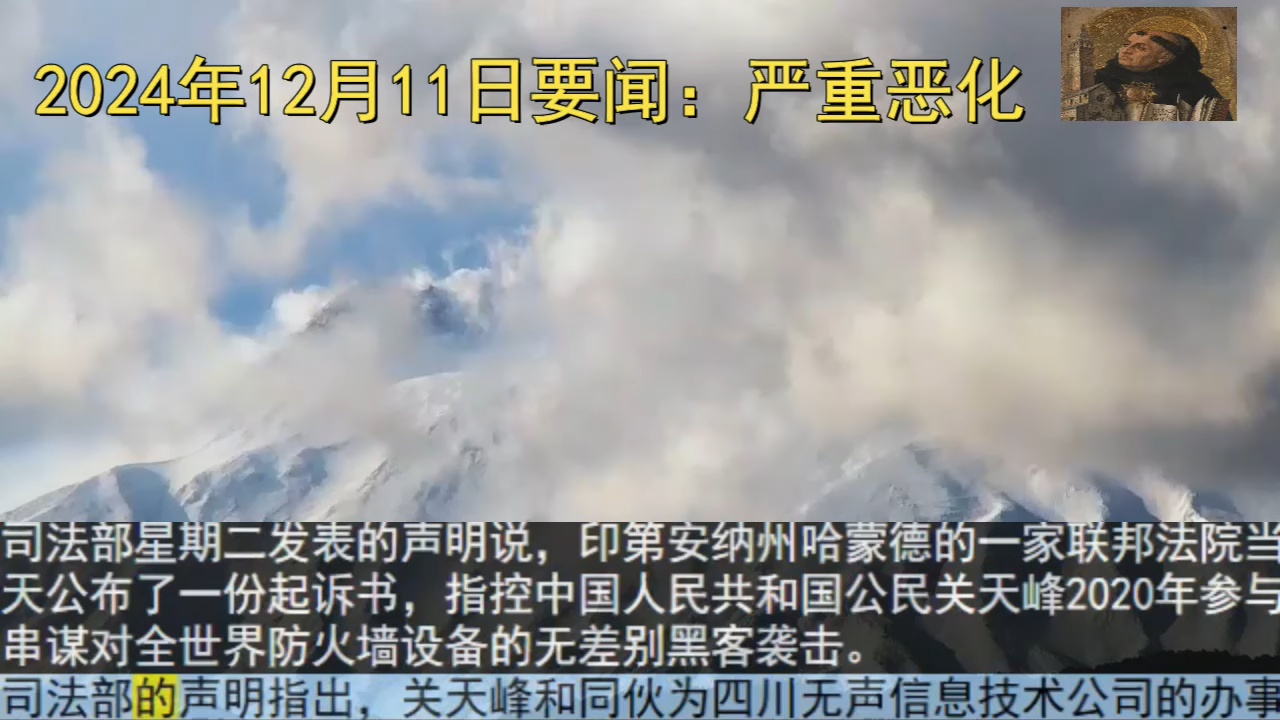 2024年12月11日要闻：严重恶化
司法部星期二发表的声明说，印第安纳州哈蒙德的一家联邦法院当
天公布了一份起诉书，指控中国人民共和国公民关天峰2020年参与
串谋对全世界防火墙设备的无差别黑客袭击。
司法部的声明指出，关天峰和同伙为四川无声信息技术公司的办事